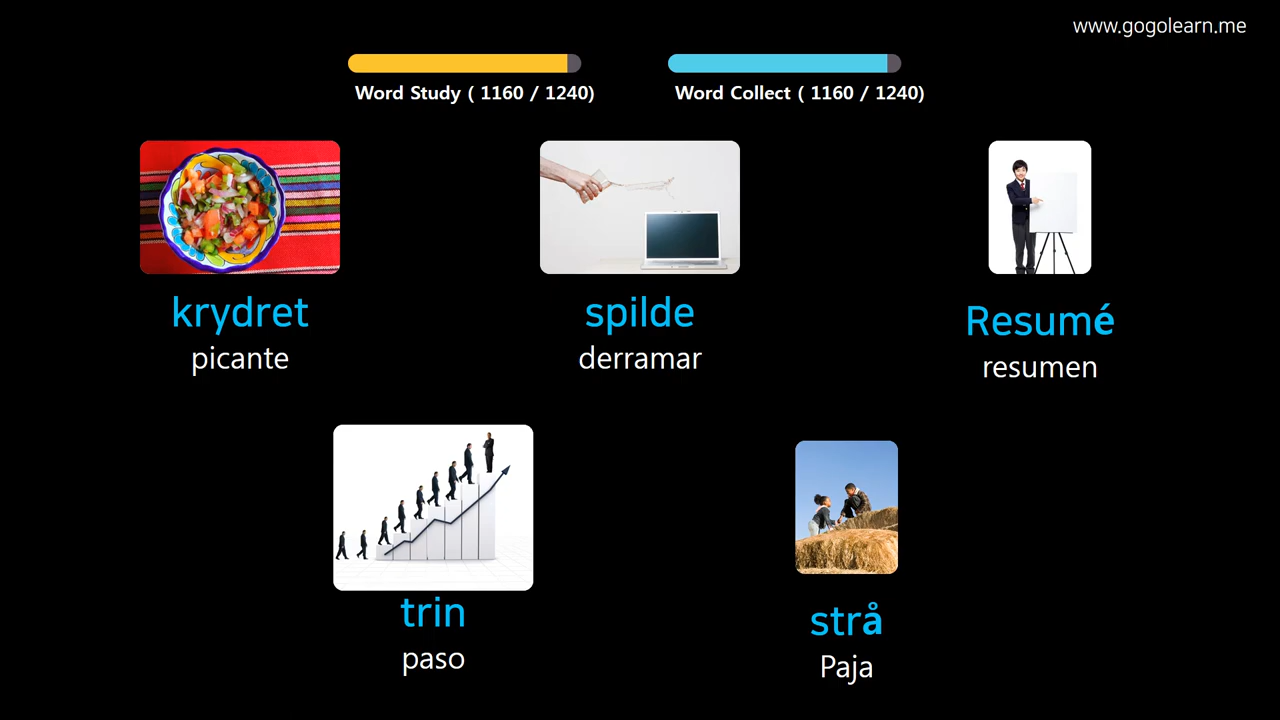 www.gogolearn.me
Word Study ( 1160 / 1240)
Word Collect ( 1160 / 1240)
krydret
picante
spilde
derramar
Resumé
resumen
trin
paso
strå
Paja